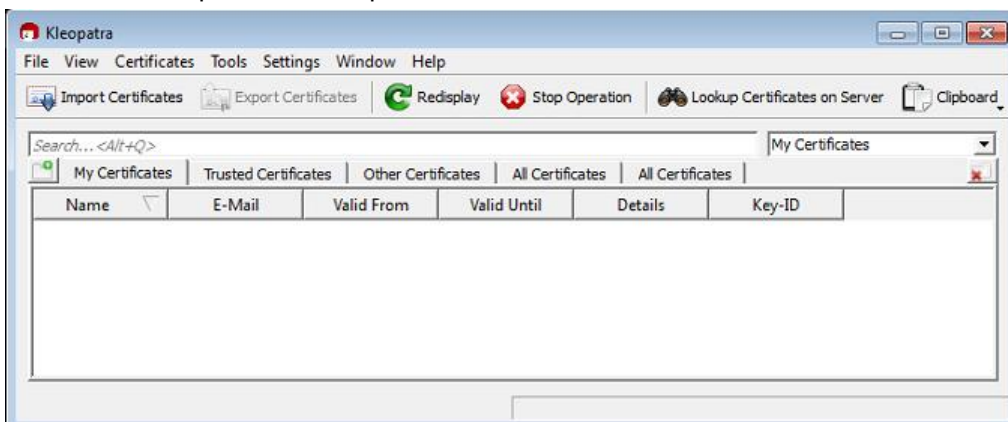 Kleopatra
File View Certificates Tools Settings Window Help
Import Certificates Export Certificates Redisplay Stop Operation Lookup Certificates on Server Clipboard
Search...<Alt+Q> My Certificates
My Certificates Trusted Certificates Other Certificates All Certificates All Certificates
Name E-Mail Valid From Valid Until Details Key-ID